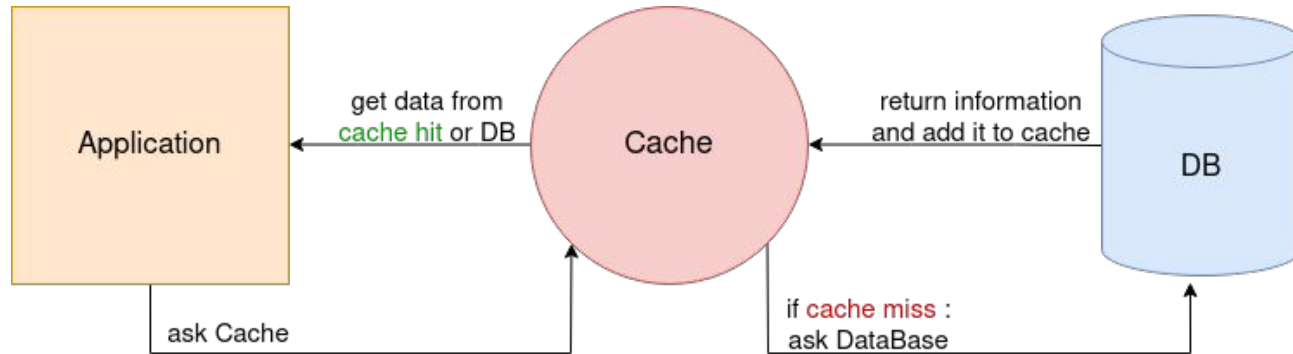 Application
get data from
cache hit or DB
Cache
return information
and add it to cache
DB
ask Cache
if cache miss :
ask DataBase